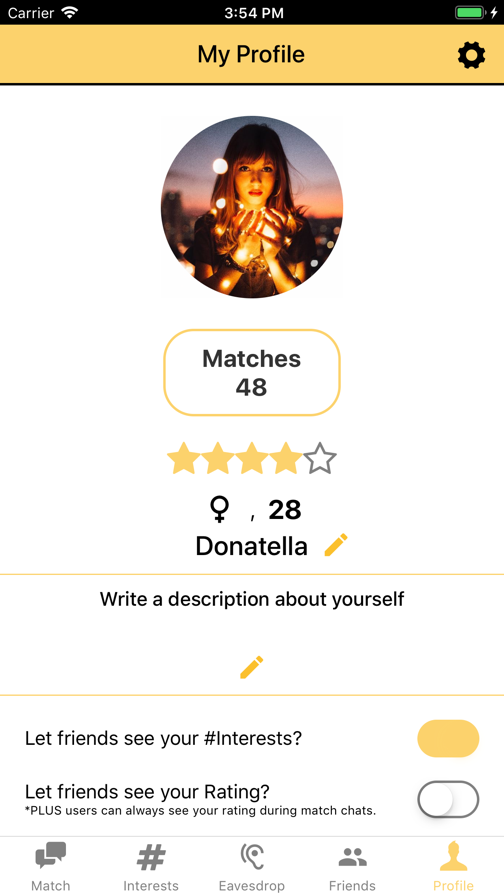 Carrier 3:54 PM
My Profile
Matches
48
♀ , 28
Donatella
Write a description about yourself
Let friends see your #Interests?
Let friends see your Rating?
*PLUS users can always see your rating during match chats.
Match Interests Eavesdrop Friends Profile